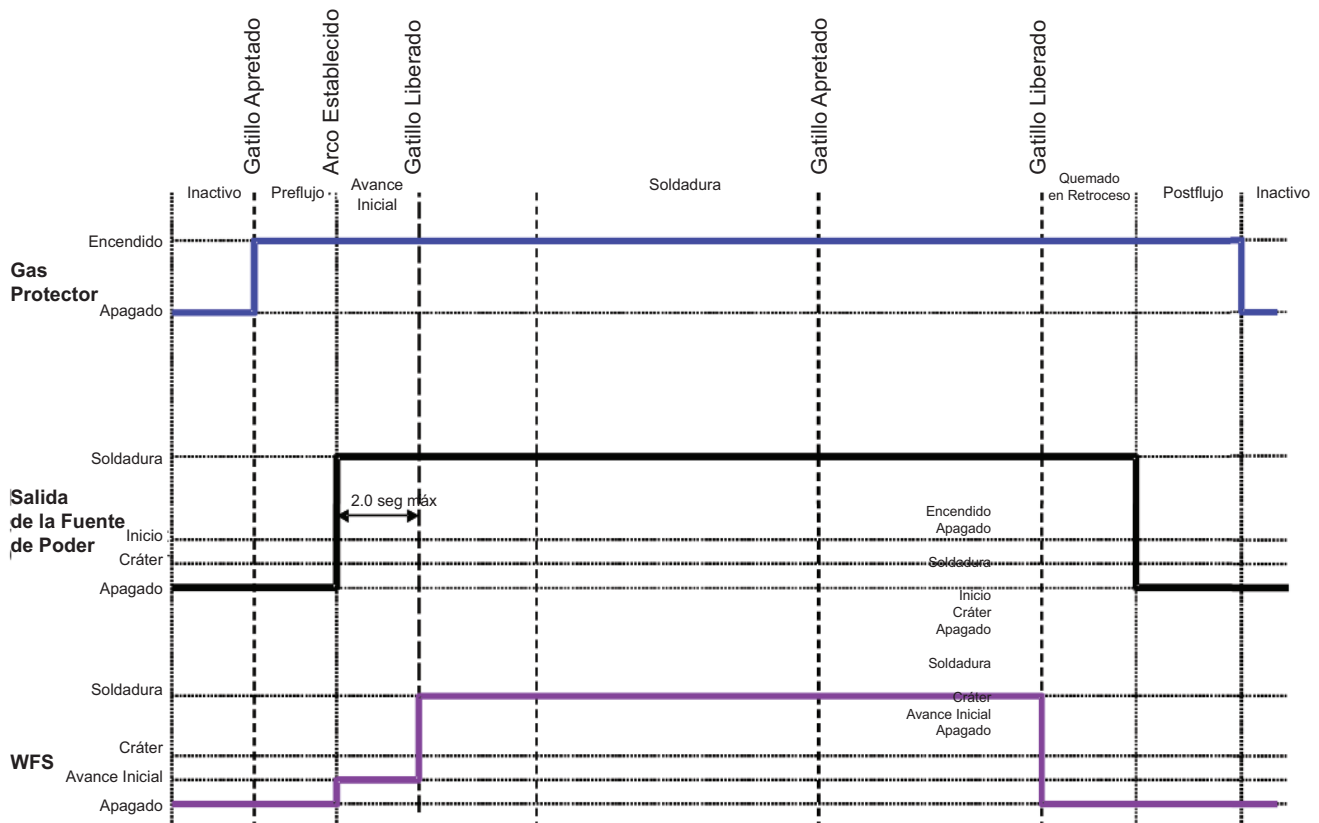 Gatillo Apretado
Arco Establecido
Gatillo Liberado
Gatillo Apretado
Gatillo Liberado
Inactivo
Preflujo
Avance
Inicial
Soldadura
Quemado
en Retroceso
Postflujo
Inactivo
Gas
Protector
Encendido
Apagado
Salida
de la Fuente
de Poder
Soldadura
Inicio
Cráter
Apagado
2.0 seg máx
Encendido
Apagado
Soldadura
Inicio
Cráter
Apagado
Soldadura
Cráter
Avance Inicial
Apagado
WFS
Soldadura
Cráter
Avance Inicial
Apagado